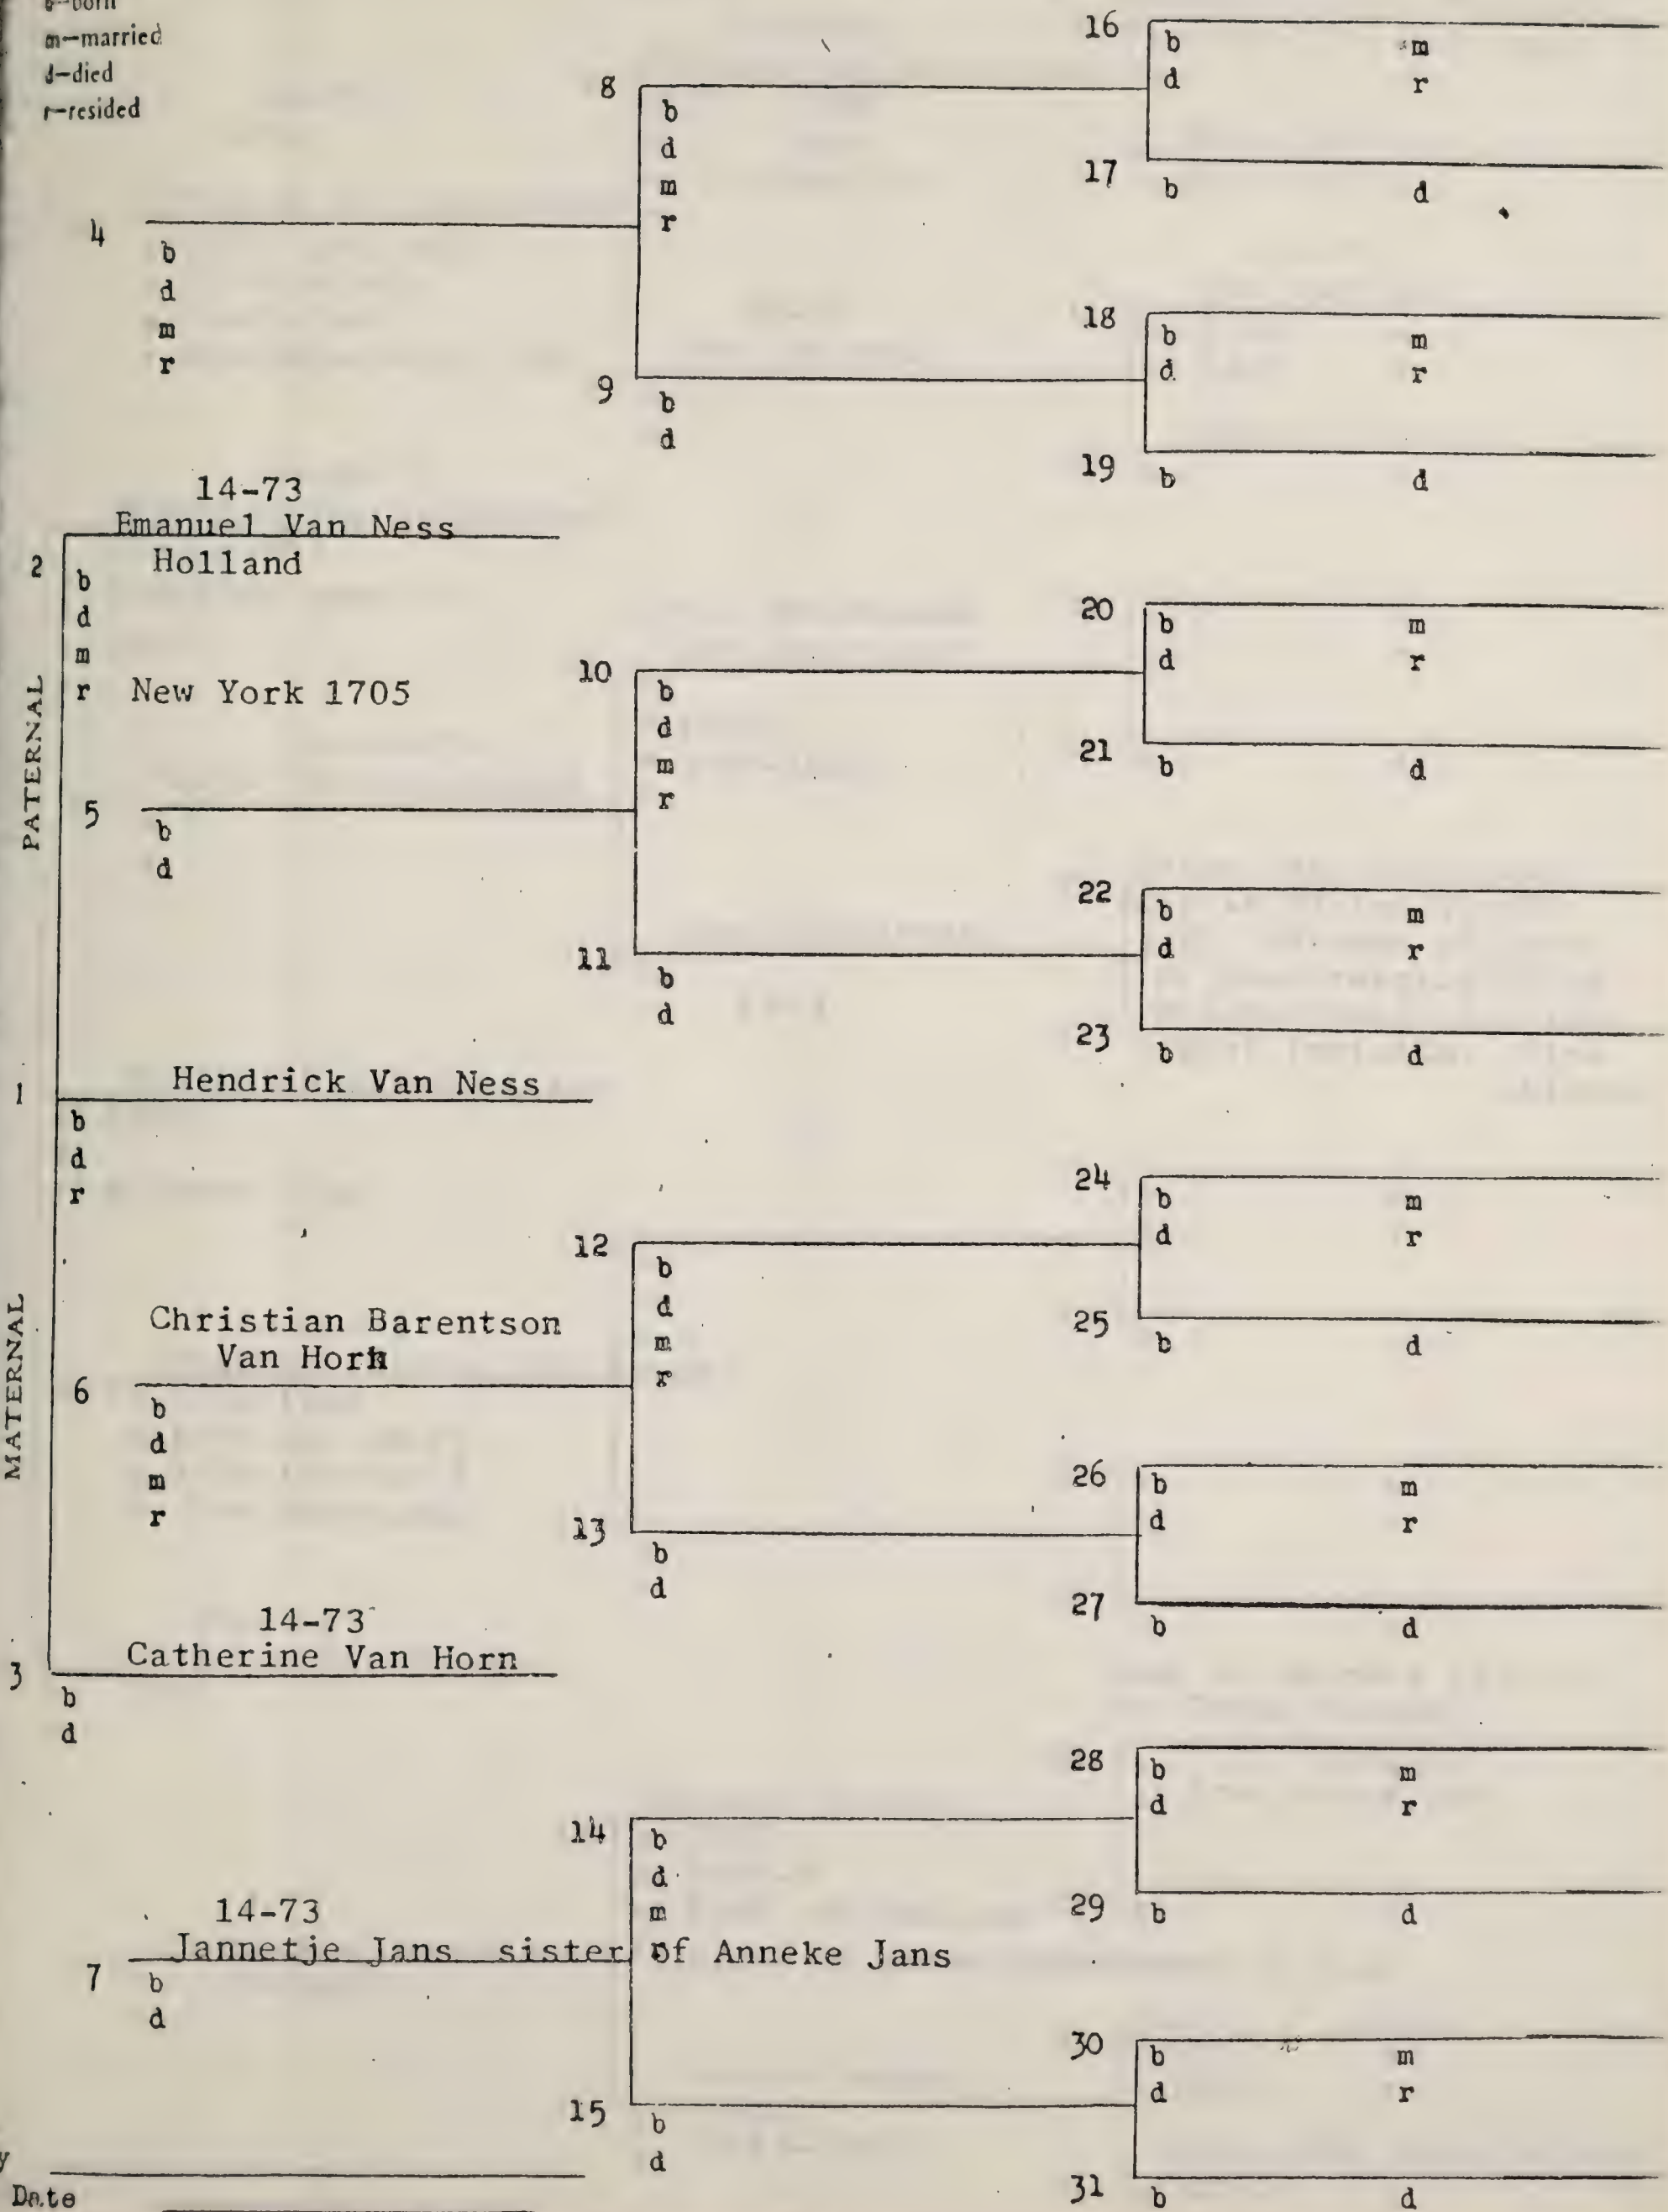 b—born
m—married
d—died
r—resided
16
b m
d r
8
b
d
m
r
17
b d
4
b
d
m
r
18
b m
d r
9
b
d
19
b d
14-73
Emanuel Van Ness
2
b Holland
d
m
r New York 1705
20
b m
d r
10
b
d
m
r
21
b d
PATERNAL
5
b
d
22
b m
d r
11
b
d
23
b d
Hendrick Van Ness
1
b
d
r
24
b m
d r
12
b
d
m
r
25
b d
MATERNAL
Christian Barentson
Van Horn
6
b
d
m
r
26
b m
d r
13
b
d
27
b d
14-73
Catherine Van Horn
3
b
d
28
b m
d r
14
b
d
m
29
b d
14-73
Jannetje Jans sister of Anneke Jans
7
b
d
30
b m
d r
15
b
d
31
b d
y
Date